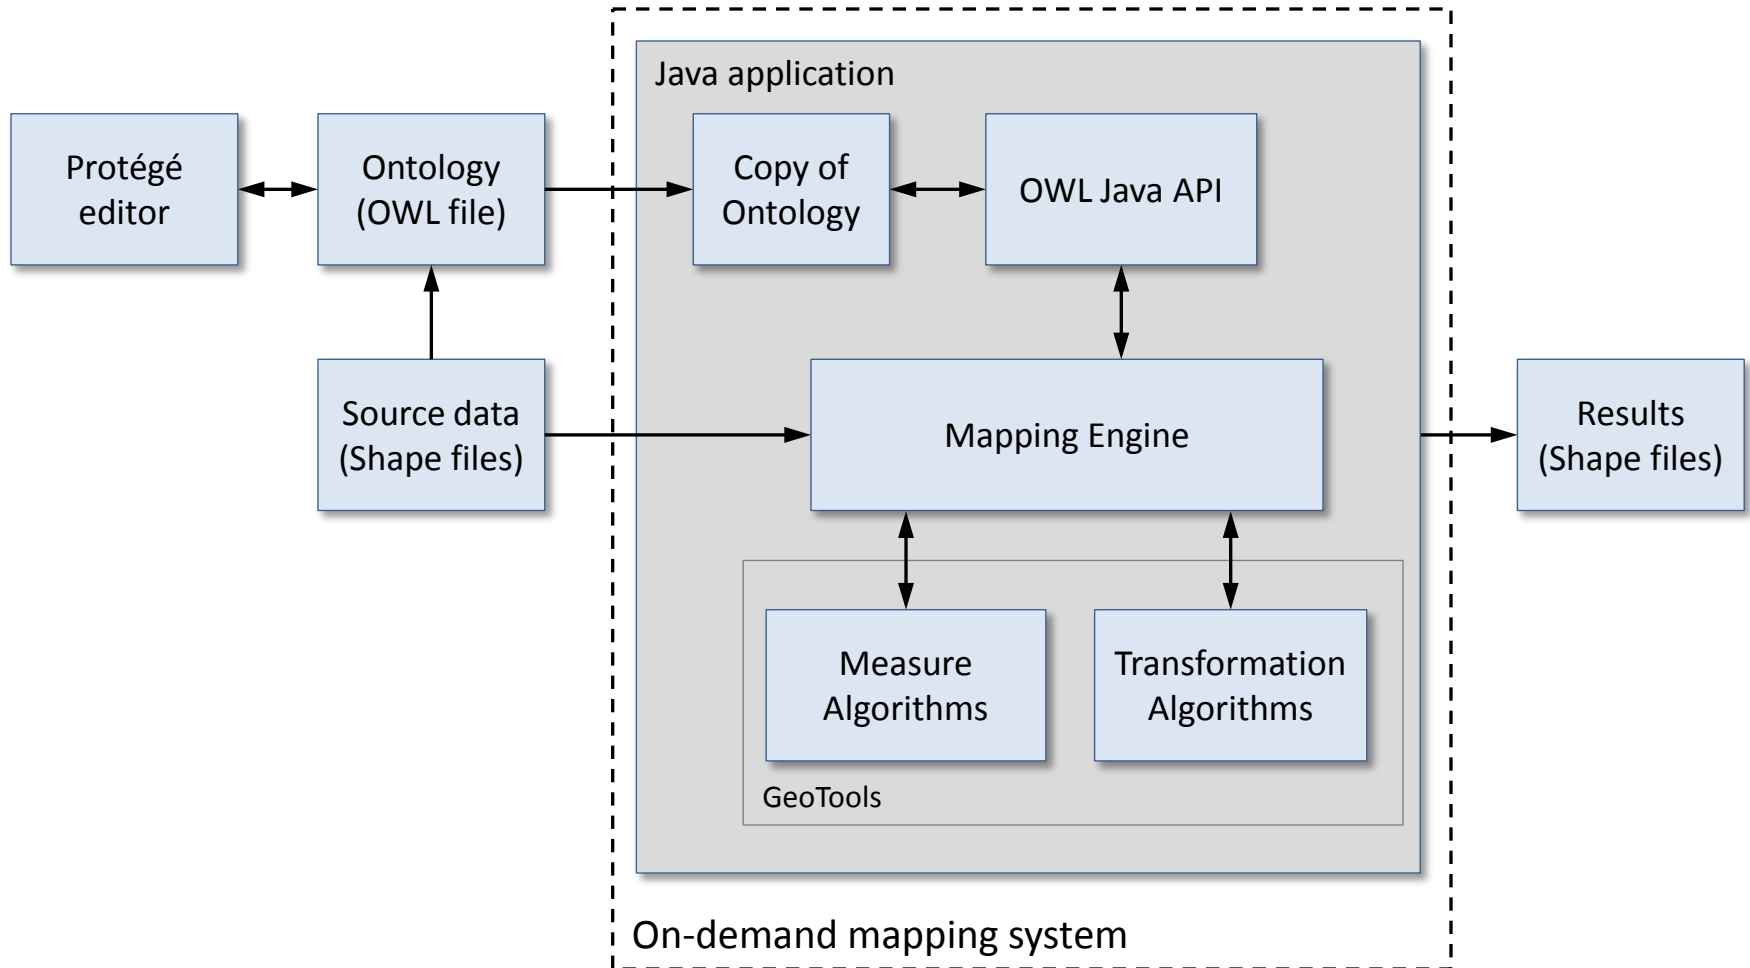 Java application
Protégé
editor
Ontology
(OWL file)
Copy of
Ontology
OWL Java API
Source data
(Shape files)
Mapping Engine
Results
(Shape files)
Measure
Algorithms
Transformation
Algorithms
GeoTools
On-demand mapping system